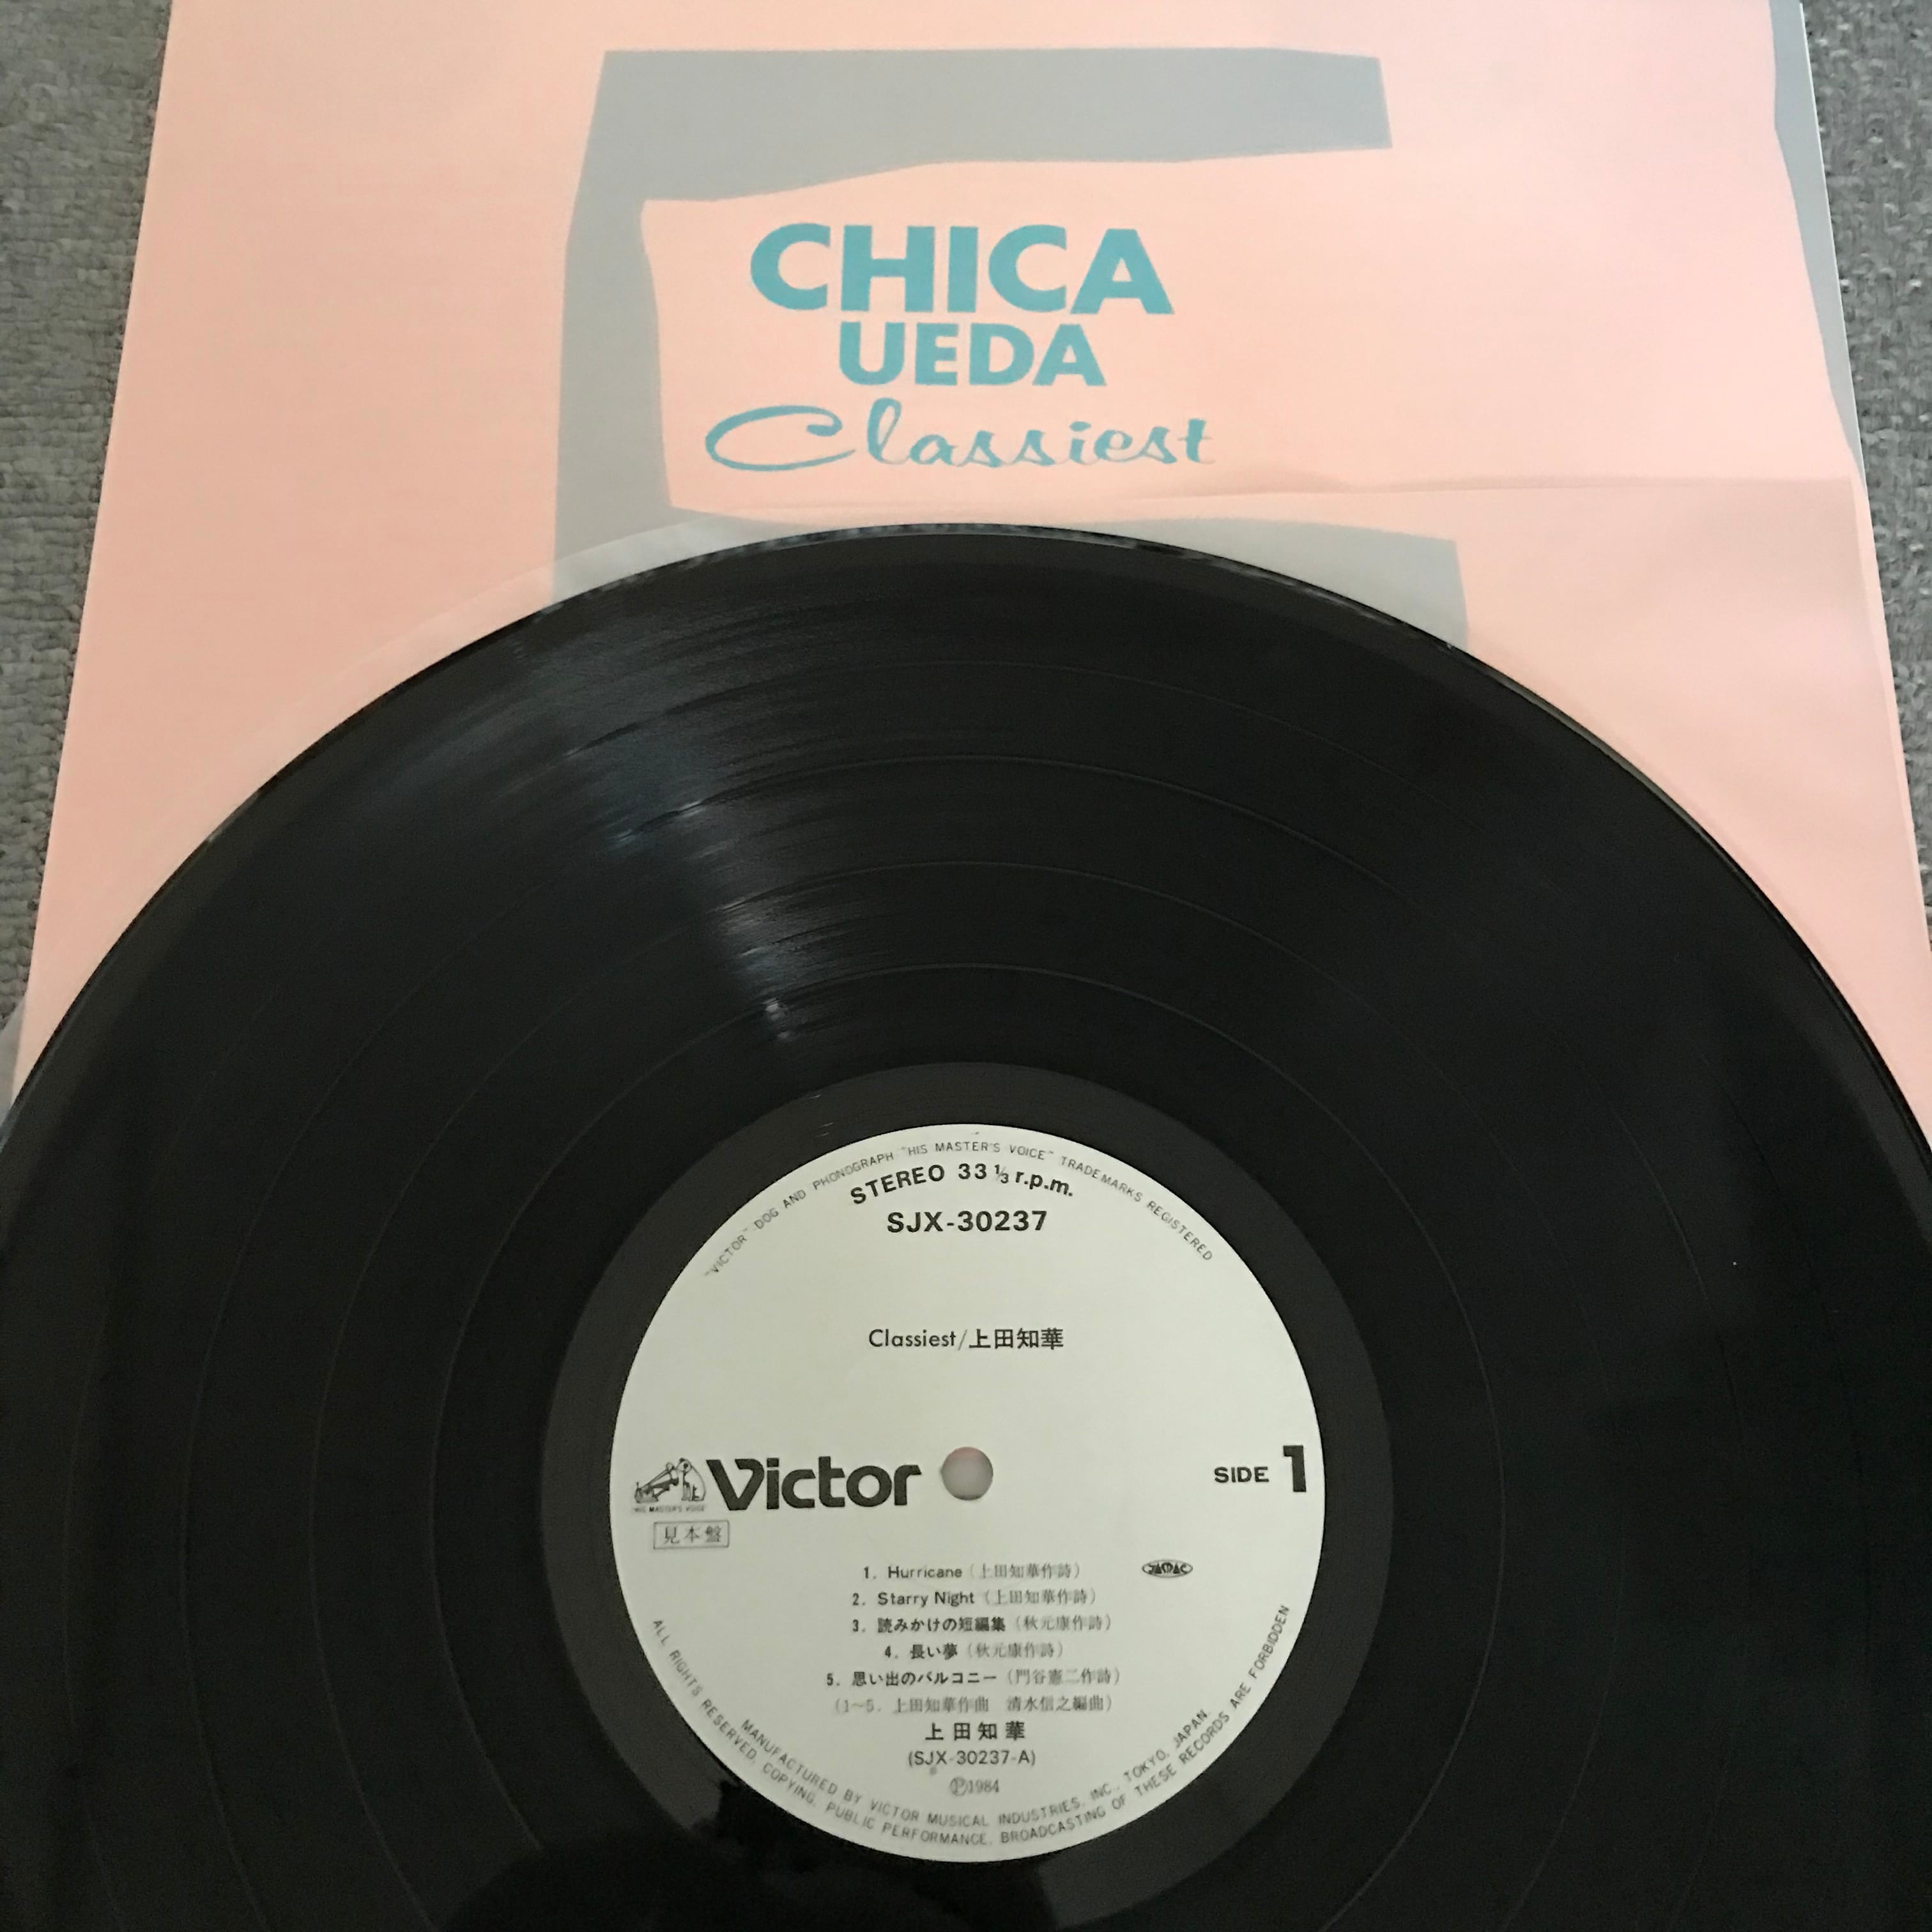 CHICA
UEDA
Classiest
"VICTOR" DOG AND PHONOGRAPH "HIS MASTER'S VOICE" TRADEMARKS REGISTERED
STEREO 33 1/3 r.p.m.
SJX-30237
Classiest/上田知華
Victor
SIDE 1
"HIS MASTER'S VOICE"
見本盤
1. Hurricane (上田知華作詩)
JASRAC
2. Starry Night (上田知華作詩)
3. 読みかけの短編集 (秋元康作詩)
4. 長い夢 (秋元康作詩)
5. 思い出のバルコニー (門谷憲二作詩)
(1~5. 上田知華作曲 清水信之編曲)
上田知華
(SJX-30237-A)
Ⓟ1984
MANUFACTURED BY VICTOR MUSICAL INDUSTRIES, INC., TOKYO, JAPAN.
ALL RIGHTS RESERVED, COPYING, PUBLIC PERFORMANCE, BROADCASTING OF THESE RECORDS ARE FORBIDDEN